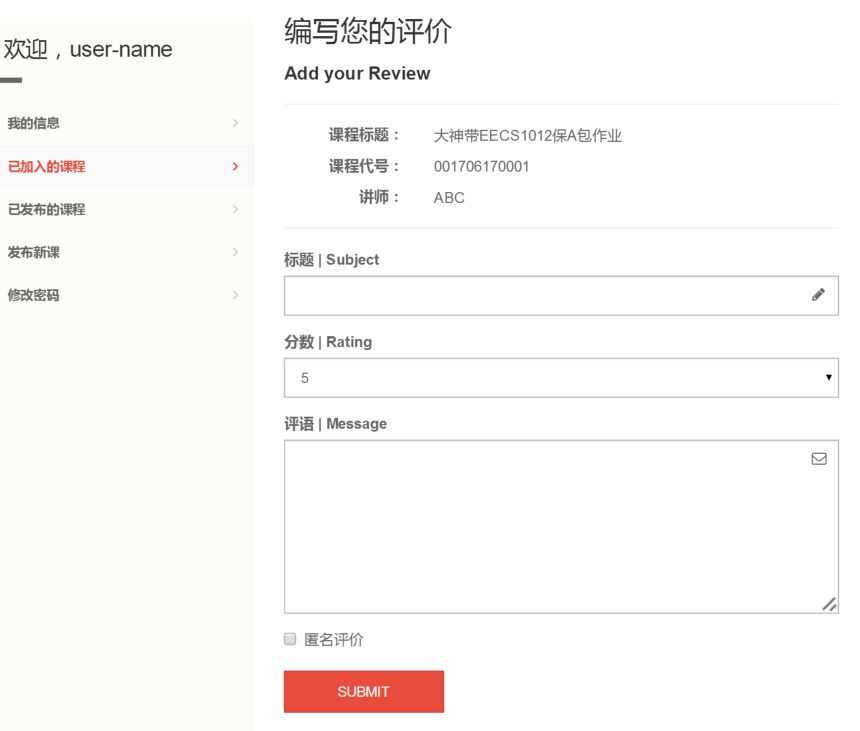 欢迎，user-name
我的信息
已加入的课程
已发布的课程
发布新课
修改密码
编写您的评价
Add your Review
课程标题： 大神带EECS1012保A包作业
课程代号： 001706170001
讲师： ABC
标题 | Subject
分数 | Rating
5
评语 | Message
匿名评价
SUBMIT